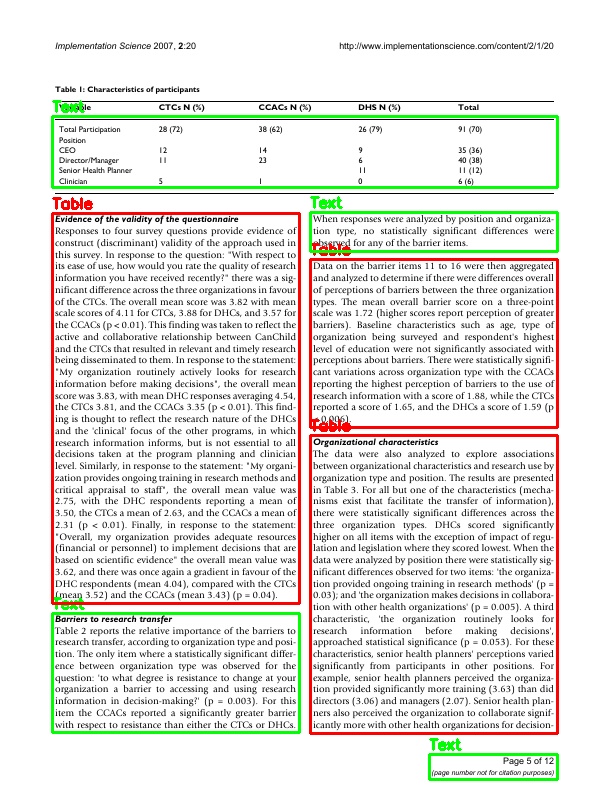 Implementation Science 2007, 2:20
http://www.implementationscience.com/content/2/1/20
Table 1: Characteristics of participants
Text
CTCs N (%) CCACs N (%) DHS N (%) Total
Total Participation 28 (72) 38 (62) 26 (79) 91 (70)
Position
CEO 12 14 9 35 (36)
Director/Manager 11 23 6 40 (38)
Senior Health Planner 11 11 (12)
Clinician 5 1 0 6 (6)
Table
Evidence of the validity of the questionnaire
Responses to four survey questions provide evidence of
construct (discriminant) validity of the approach used in
this survey. In response to the question: "With respect to
its ease of use, how would you rate the quality of research
information you have received recently?" there was a sig-
nificant difference across the three organizations in favour
of the CTCs. The overall mean score was 3.82 with mean
scale scores of 4.11 for CTCs, 3.88 for DHCs, and 3.57 for
the CCACs (p < 0.01). This finding was taken to reflect the
active and collaborative relationship between CanChild
and the CTCs that resulted in relevant and timely research
being disseminated to them. In response to the statement:
"My organization routinely actively looks for research
information before making decisions", the overall mean
score was 3.83, with mean DHC responses averaging 4.54,
the CTCs 3.81, and the CCACs 3.35 (p < 0.01). This find-
ing is thought to reflect the research nature of the DHCs
and the 'clinical' focus of the other programs, in which
research information informs, but is not essential to all
decisions taken at the program planning and clinician
level. Similarly, in response to the statement: "My organi-
zation provides ongoing training in research methods and
critical appraisal to staff", the overall mean value was
2.75, with the DHC respondents reporting a mean of
3.50, the CTCs a mean of 2.63, and the CCACs a mean of
2.31 (p < 0.01). Finally, in response to the statement:
"Overall, my organization provides adequate resources
(financial or personnel) to implement decisions that are
based on scientific evidence" the overall mean value was
3.62, and there was once again a gradient in favour of the
DHC respondents (mean 4.04), compared with the CTCs
(mean 3.52) and the CCACs (mean 3.43) (p = 0.04).
Text
Barriers to research transfer
Table 2 reports the relative importance of the barriers to
research transfer, according to organization type and posi-
tion. The only item where a statistically significant differ-
ence between organization type was observed for the
question: 'to what degree is resistance to change at your
organization a barrier to accessing and using research
information in decision-making?' (p = 0.003). For this
item the CCACs reported a significantly greater barrier
with respect to resistance than either the CTCs or DHCs.
Text
When responses were analyzed by position and organiza-
tion type, no statistically significant differences were
observed for any of the barrier items.
Table
Data on the barrier items 11 to 16 were then aggregated
and analyzed to determine if there were differences overall
of perceptions of barriers between the three organization
types. The mean overall barrier score on a three-point
scale was 1.72 (higher scores report perception of greater
barriers). Baseline characteristics such as age, type of
organization being surveyed and respondent's highest
level of education were not significantly associated with
perceptions about barriers. There were statistically signifi-
cant variations across organization type with the CCACs
reporting the highest perception of barriers to the use of
research information with a score of 1.88, while the CTCs
reported a score of 1.65, and the DHCs a score of 1.59 (p
Table
Organizational characteristics
The data were also analyzed to explore associations
between organizational characteristics and research use by
organization type and position. The results are presented
in Table 3. For all but one of the characteristics (mecha-
nisms exist that facilitate the transfer of information),
there were statistically significant differences across the
three organization types. DHCs scored significantly
higher on all items with the exception of impact of regu-
lation and legislation where they scored lowest. When the
data were analyzed by position there were statistically sig-
nificant differences observed for two items: 'the organiza-
tion provided ongoing training in research methods' (p =
0.03); and 'the organization makes decisions in collabora-
tion with other health organizations' (p = 0.005). A third
characteristic, 'the organization routinely looks for
research information before making decisions',
approached statistical significance (p = 0.053). For these
characteristics, senior health planners' perceptions varied
significantly from participants in other positions. For
example, senior health planners perceived the organiza-
tion provided significantly more training (3.63) than did
directors (3.06) and managers (2.07). Senior health plan-
ners also perceived the organization to collaborate signif-
icantly more with other health organizations for decision-
Text
Page 5 of 12
(page number not for citation purposes)